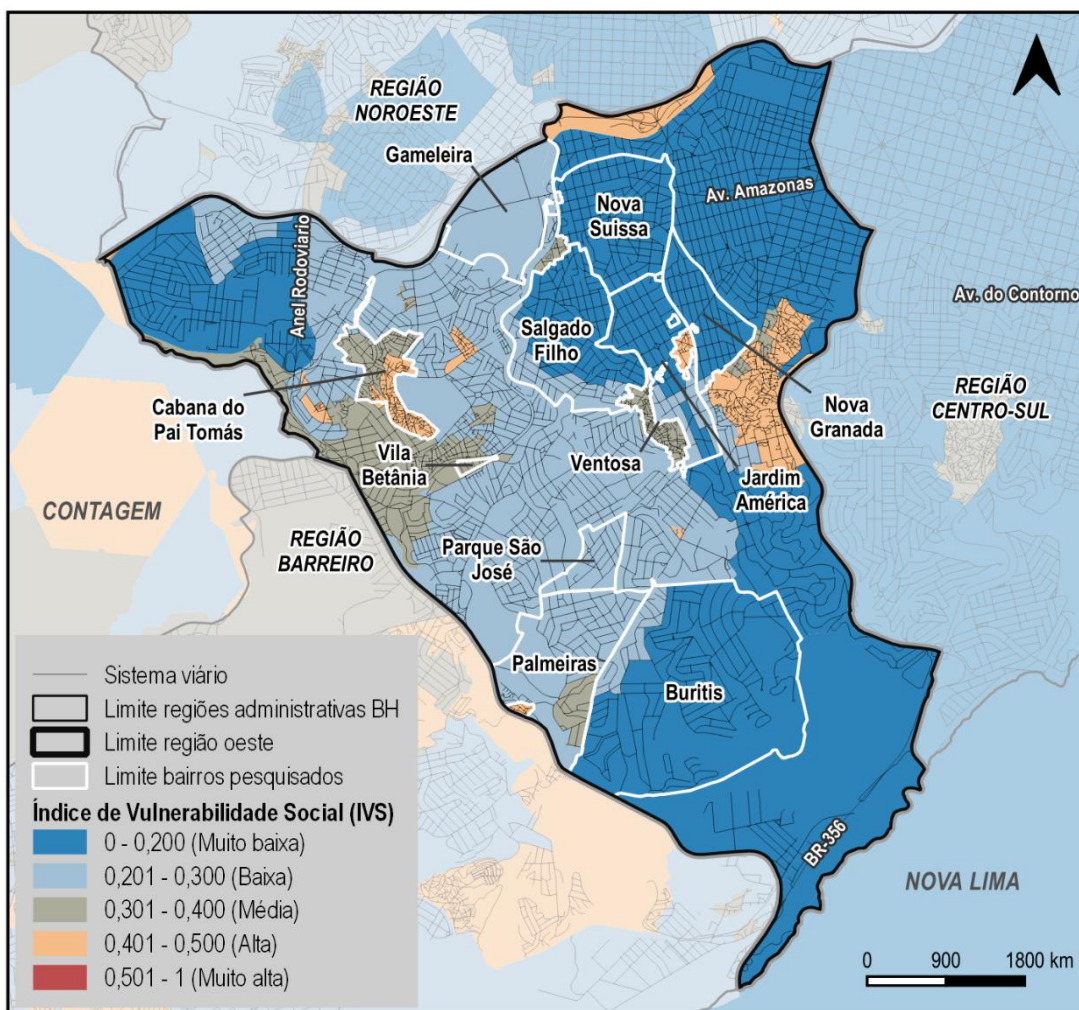 REGIÃO
NOROESTE
Gameleira
Nova
Suissa
Av. Amazonas
Anel Rodoviario
Av. do Contorno
Salgado
Filho
Cabana do
Pai Tomás
Nova
Granada
REGIÃO
CENTRO-SUL
Vila
Betânia
Ventosa
Jardim
América
CONTAGEM
REGIÃO
BARREIRO
Parque São
José
Palmeiras
Buritis
BR-356
NOVA LIMA
Sistema viário
Limite regiões administrativas BH
Limite região oeste
Limite bairros pesquisados
Índice de Vulnerabilidade Social (IVS)
0 - 0,200 (Muito baixa)
0,201 - 0,300 (Baixa)
0,301 - 0,400 (Média)
0,401 - 0,500 (Alta)
0,501 - 1 (Muito alta)
0 900 1800 km